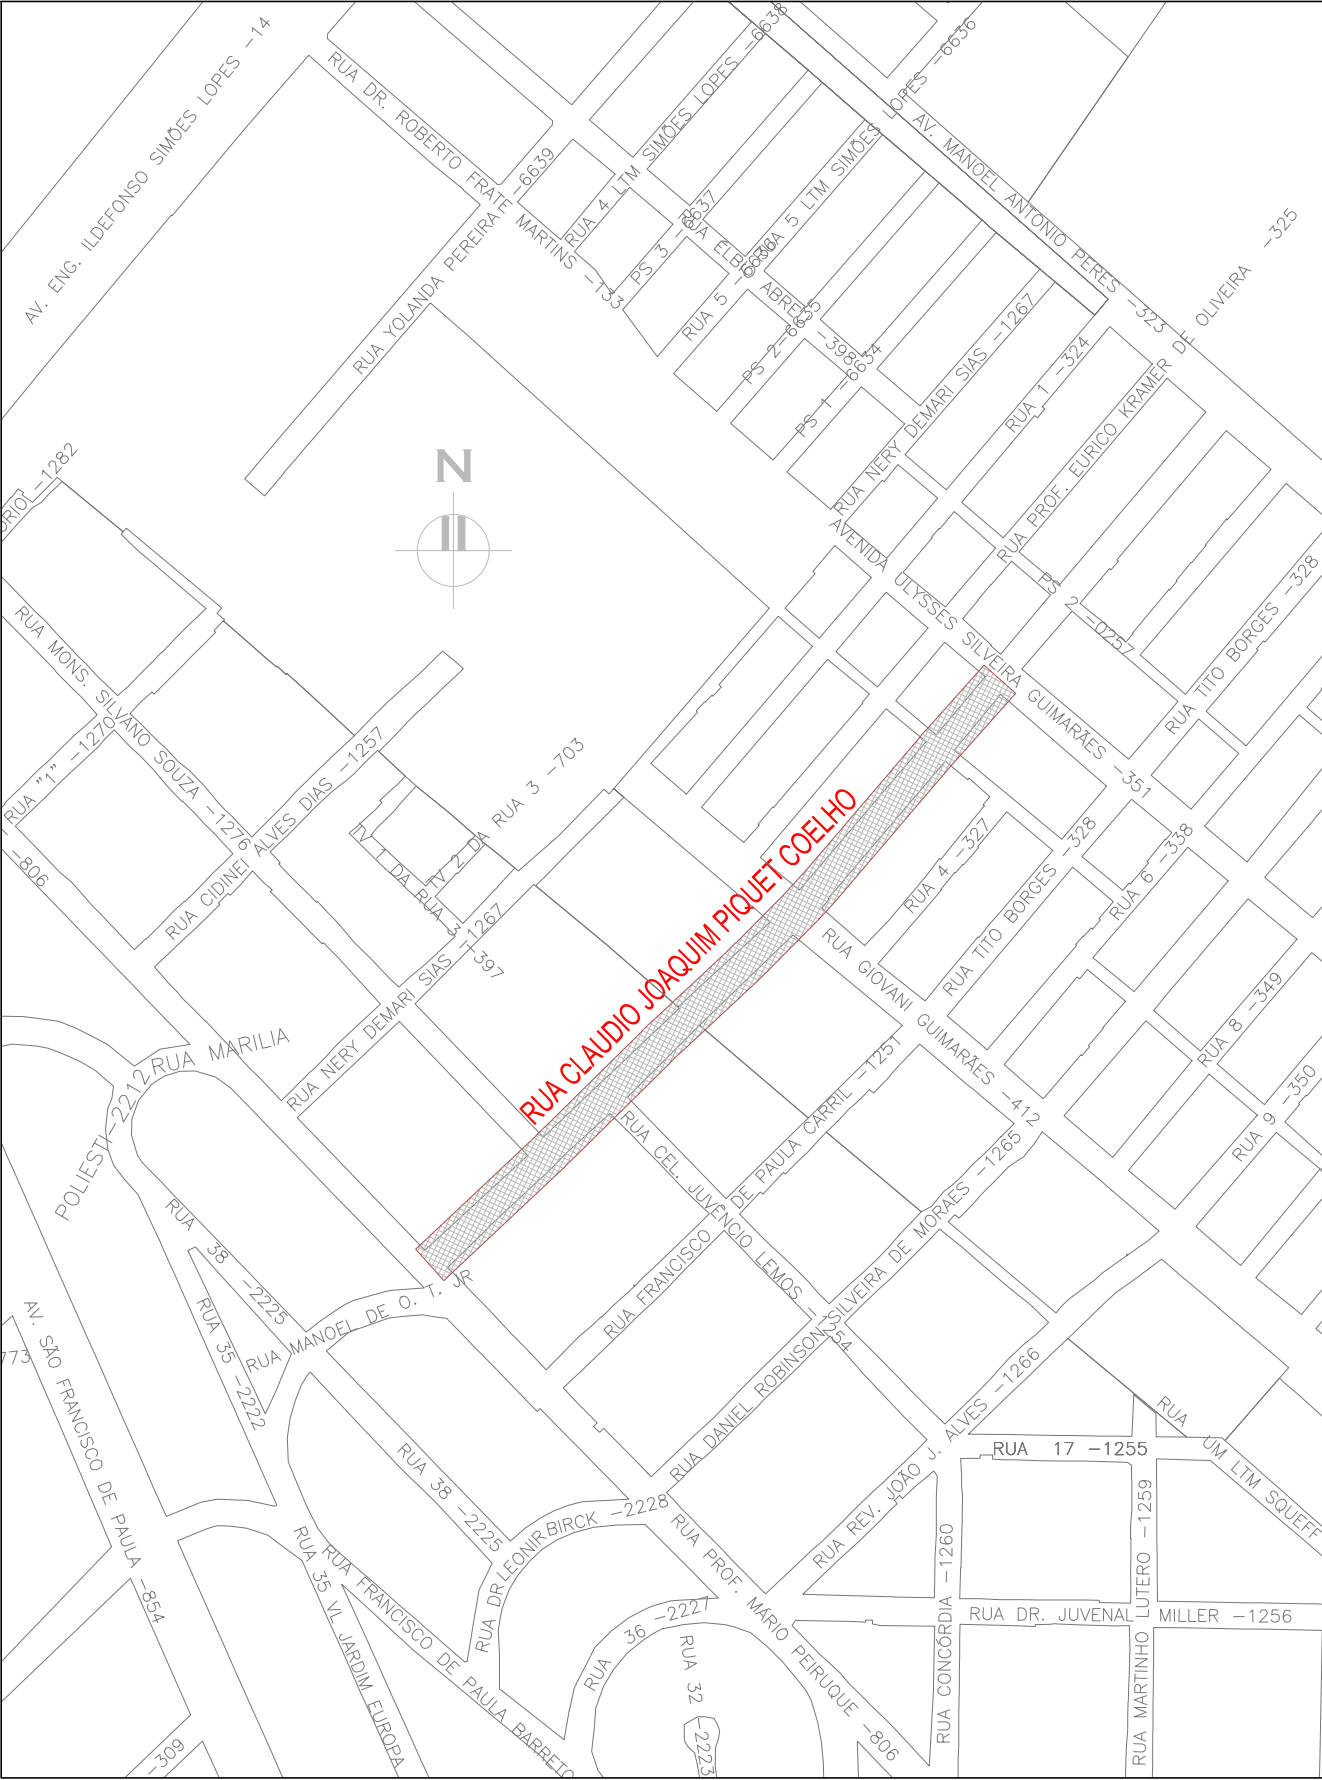 AV. ENG. ILDEFONSO SIMÕES LOPES -14
RUA DR. ROBERTO FRATE MARTINS -133
RUA 4 LTM SIMÕES LOPES -6638
RUA 5 LTM SIMÕES LOPES -6636
AV. MANOEL ANTONIO PERES -323
RUA YOLANDA PEREIRA -6639
PS 3 -6637
RUA 5 -6636
ABREU -398
PS 2-6635
PS 1 -6634
RUA NERY DEMARI SIAS -1267
RUA 1 -324
RUA PROF. EURICO KRAMER DE OLIVEIRA -325
-1282
N
AVENIDA ULYSSES SILVEIRA GUIMARÃES -351
PS 2 -0257
RUA TITO BORGES -328
RUA MONS. SILVANO SOUZA -1276
RUA "1" -1270
-806
RUA CIDINEI ALVES DIAS -1257
TV 1 DA RUA 3 -397
TV 2 DA RUA 3 -703
RUA NERY DEMARI SIAS -1267
RUA CLAUDIO JOAQUIM PIQUET COELHO
RUA 4 -327
RUA TITO BORGES -328
RUA 6 -338
RUA GIOVANI GUIMARÃES -412
RUA 8 -349
RUA 9 -350
RUA MARILIA
POLIESTI-2212
RUA CEL. JUVÊNCIO LEMOS -1254
RUA FRANCISCO DE PAULA CARRIL -1251
RUA DANIEL ROBINSON SILVEIRA DE MORAES -1265
RUA 38 -2225
RUA 35 -2222
RUA MANOEL DE O. T. JR
AV. SÃO FRANCISCO DE PAULA -854
773
RUA REV. JOÃO J. ALVES -1266
RUA 17 -1255
RUA UM LTM SQUEFF
RUA 38 -2225
RUA DR LEONIR BIRCK -2228
RUA PROF. MÁRIO PEIRUQUE -806
RUA CONCÓRDIA -1260
RUA MARTINHO LUTERO -1259
RUA DR. JUVENAL MILLER -1256
RUA 35 VL JARDIM EUROPA
RUA FRANCISCO DE PAULA BARRETO
RUA 36 -2227
RUA 32 -2223
-309